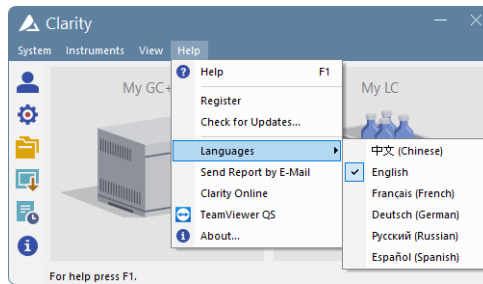 Clarity
System Instruments View Help
My GC+
My LC
Help F1
Register
Check for Updates...
Languages
Send Report by E-Mail
Clarity Online
TeamViewer QS
About...
中文 (Chinese)
English
Français (French)
Deutsch (German)
Русский (Russian)
Español (Spanish)
For help press F1.